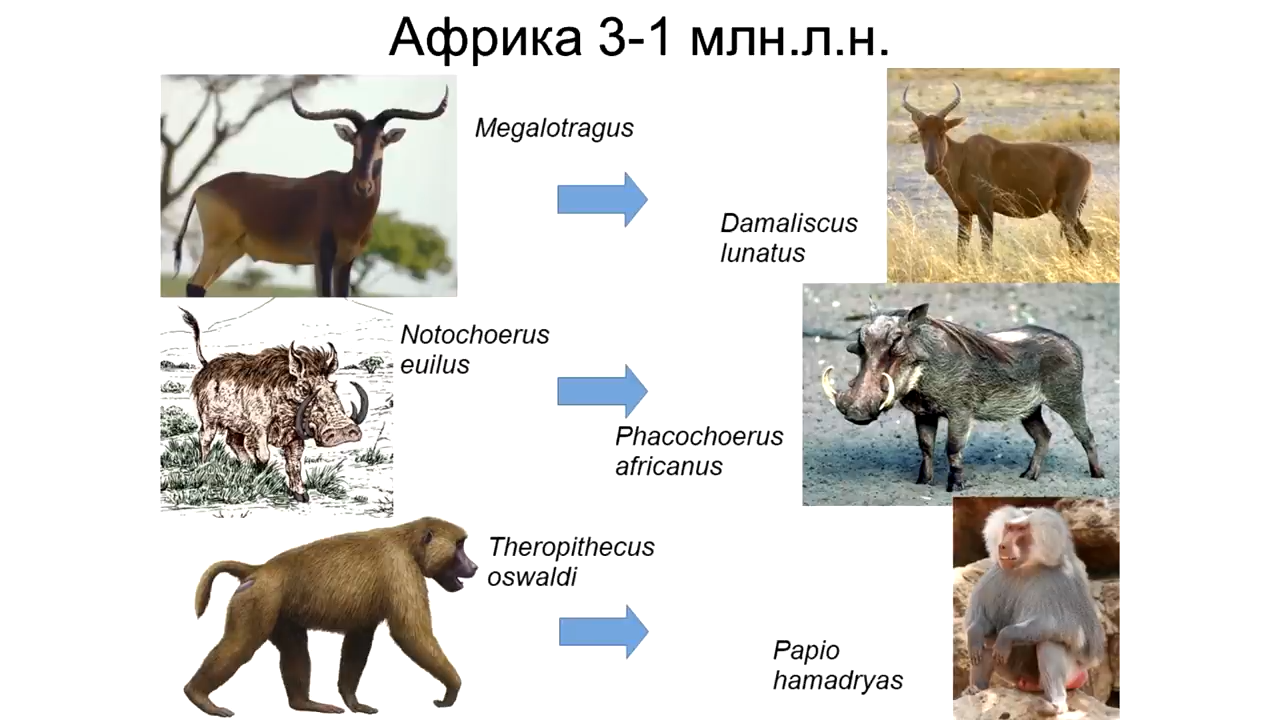 Африка 3-1 млн.л.н.
Megalotragus
Damaliscus
lunatus
Notochoerus
euilus
Phacochoerus
africanus
Theropithecus
oswaldi
Papio
hamadryas